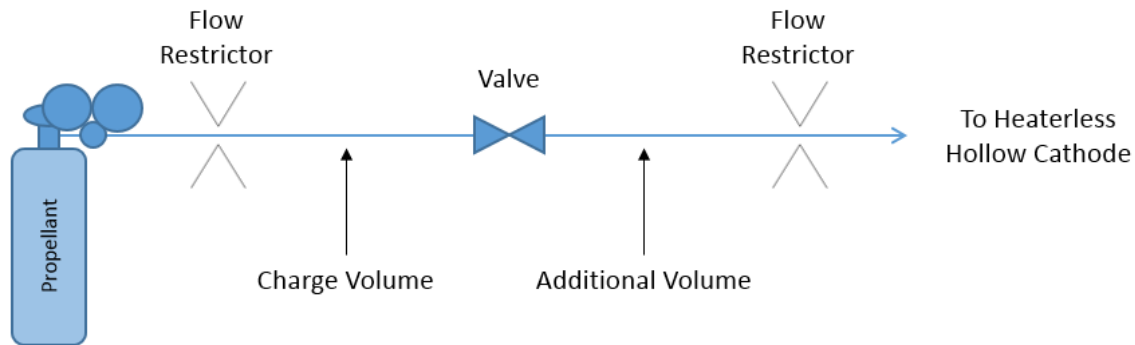 Flow
Restrictor
Flow
Restrictor
Valve
To Heaterless
Hollow Cathode
Propellant
Charge Volume
Additional Volume